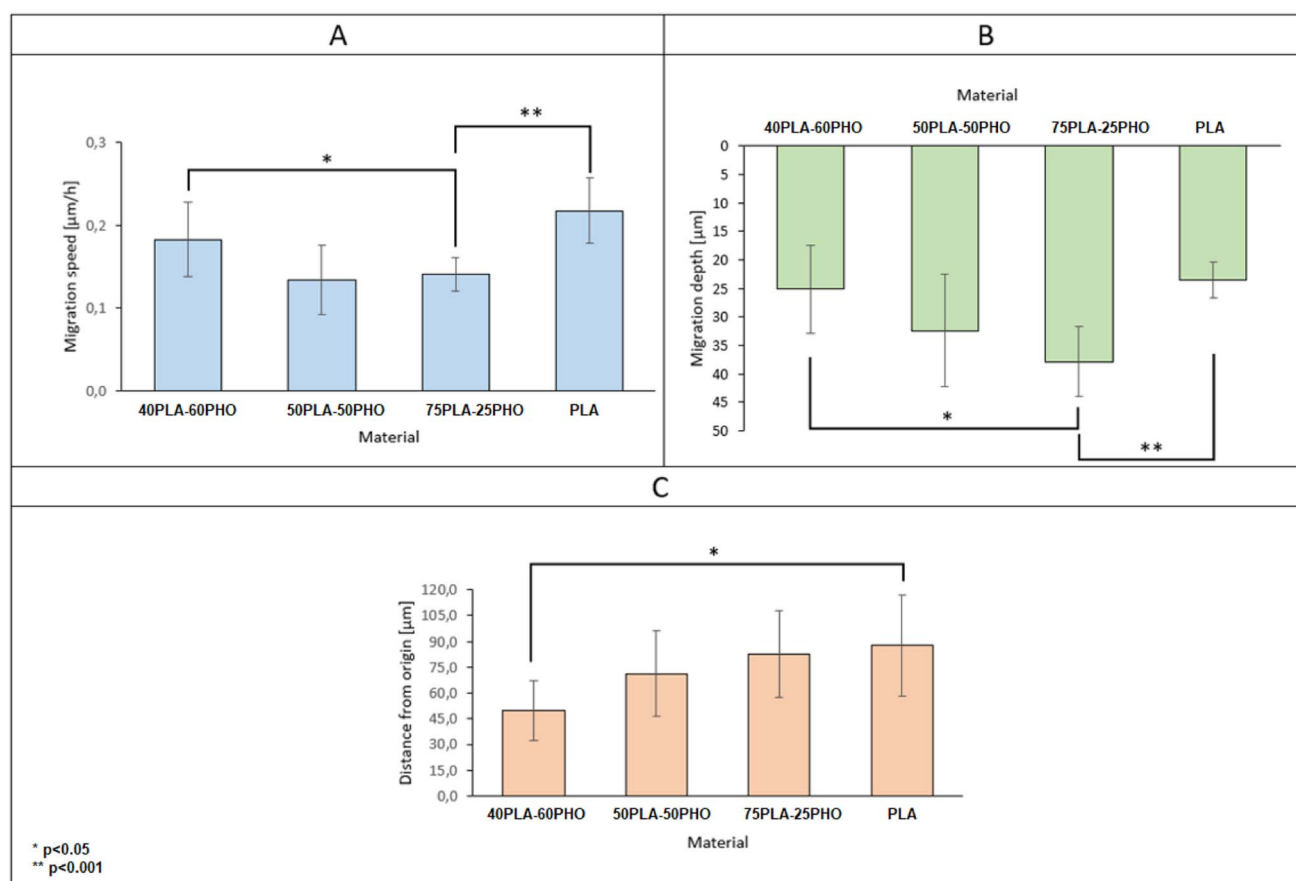 A
B
**
*
0,3
0,2
0,1
0,0
Migration speed [µm/h]
40PLA-60PHO 50PLA-50PHO 75PLA-25PHO PLA
Material
Material
40PLA-60PHO 50PLA-50PHO 75PLA-25PHO PLA
0
5
10
15
20
25
30
35
40
45
50
Migration depth [µm]
*
**
C
*
120,0
105,0
90,0
75,0
60,0
45,0
30,0
15,0
0,0
Distance from origin [µm]
40PLA-60PHO 50PLA-50PHO 75PLA-25PHO PLA
Material
* p<0.05
** p<0.001